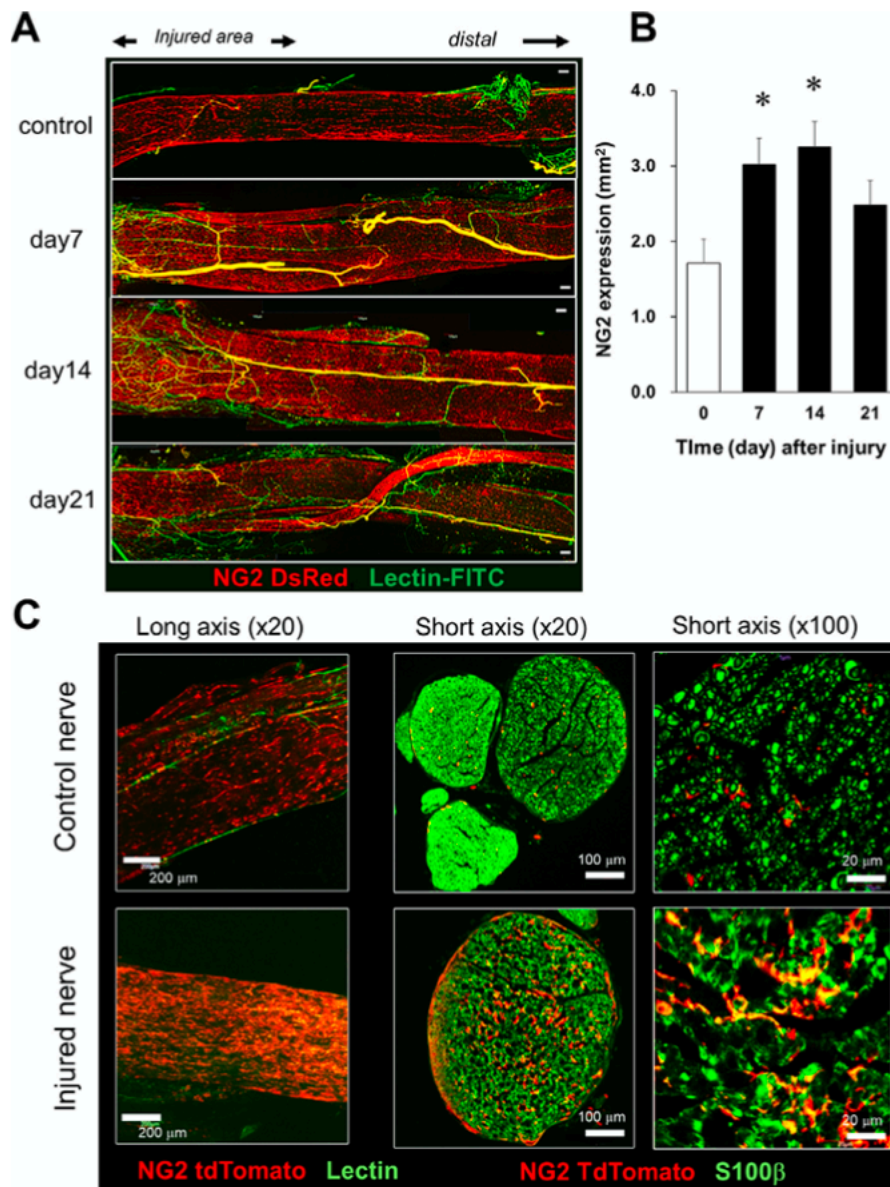 A
Injured area
distal
control
day7
day14
day21
NG2 DsRed Lectin-FITC
B
NG2 expression (mm²)
4.0
3.0
2.0
1.0
0.0
* *
0 7 14 21
TIme (day) after injury
C
Long axis (x20) Short axis (x20) Short axis (x100)
Control nerve
200 μm
100 μm
20 μm
Injured nerve
200 μm
100 μm
20 μm
NG2 tdTomato Lectin
NG2 TdTomato S100β